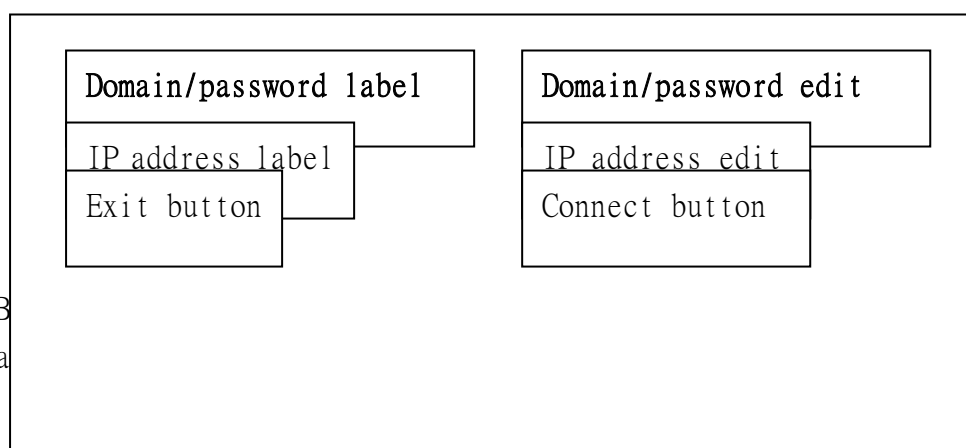 Domain/password label Domain/password edit
IP address label IP address edit
Exit button Connect button
B
a